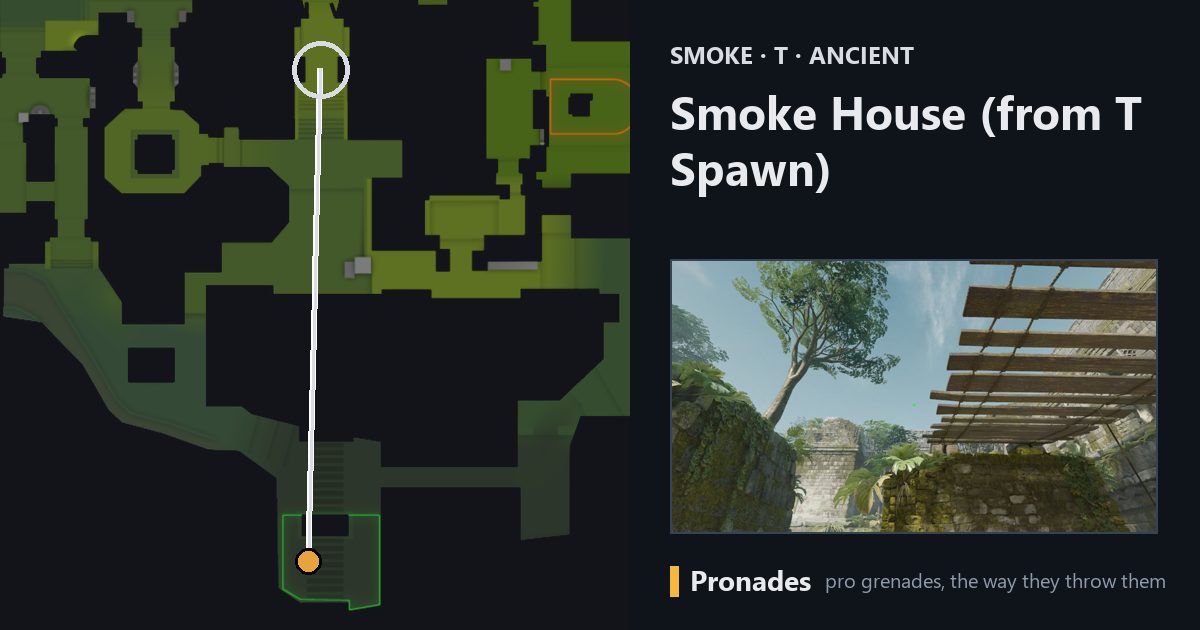 SMOKE · T · ANCIENT
Smoke House (from T
Spawn)
Pronades pro grenades, the way they throw them